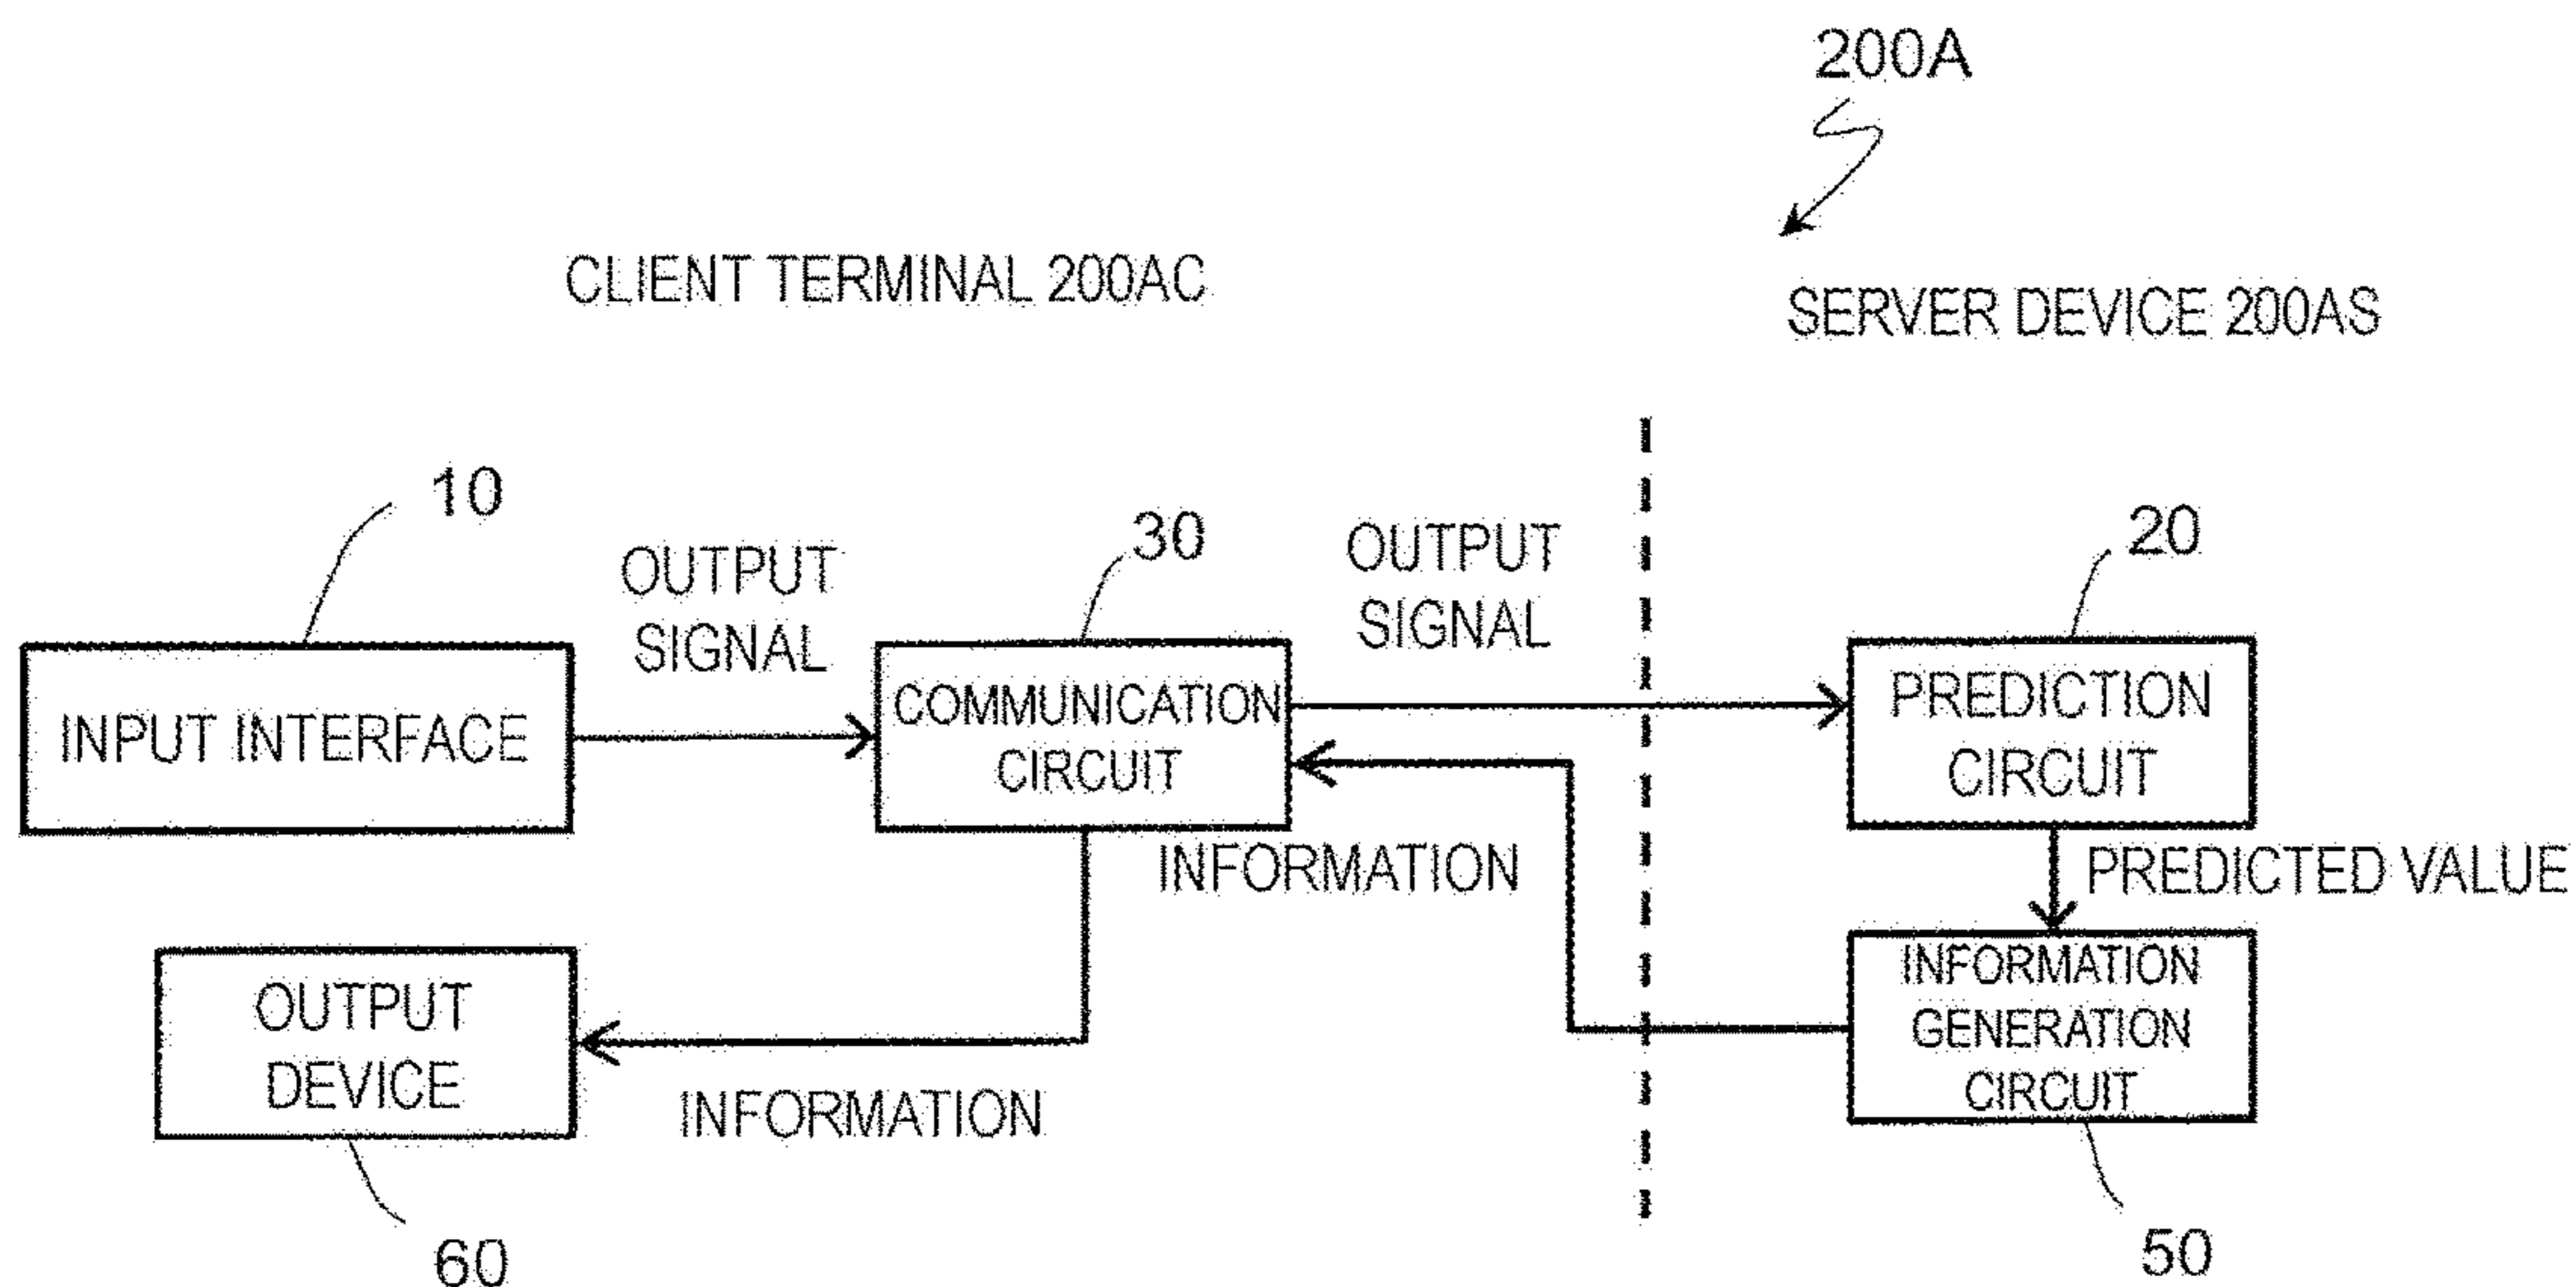 200A
CLIENT TERMINAL 200AC
SERVER DEVICE 200AS
10
OUTPUT
SIGNAL
30
OUTPUT
SIGNAL
20
INPUT INTERFACE
COMMUNICATION
CIRCUIT
PREDICTION
CIRCUIT
INFORMATION
PREDICTED VALUE
OUTPUT
DEVICE
INFORMATION
INFORMATION
GENERATION
CIRCUIT
60
50